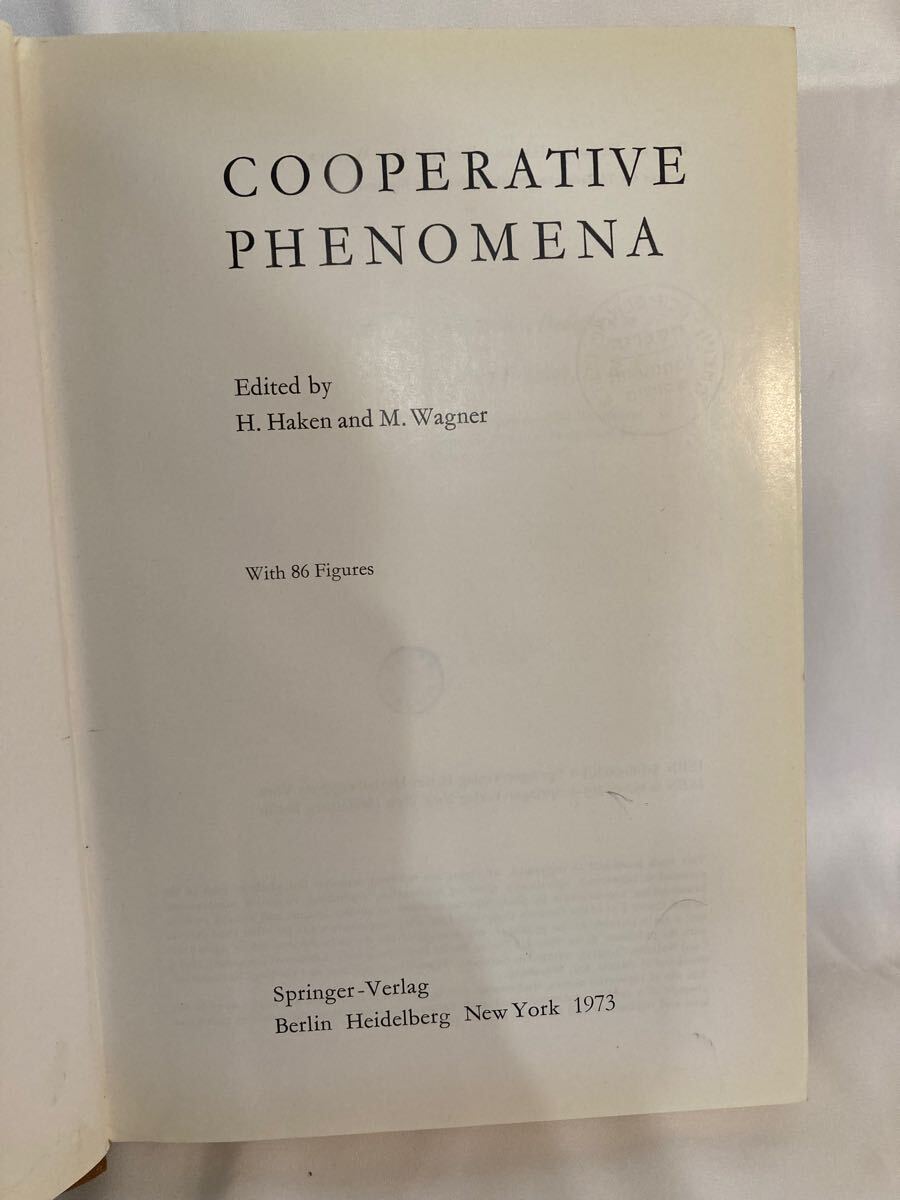 COOPERATIVE
PHENOMENA
Edited by
H. Haken and M. Wagner
With 86 Figures
Springer-Verlag
Berlin Heidelberg New York 1973